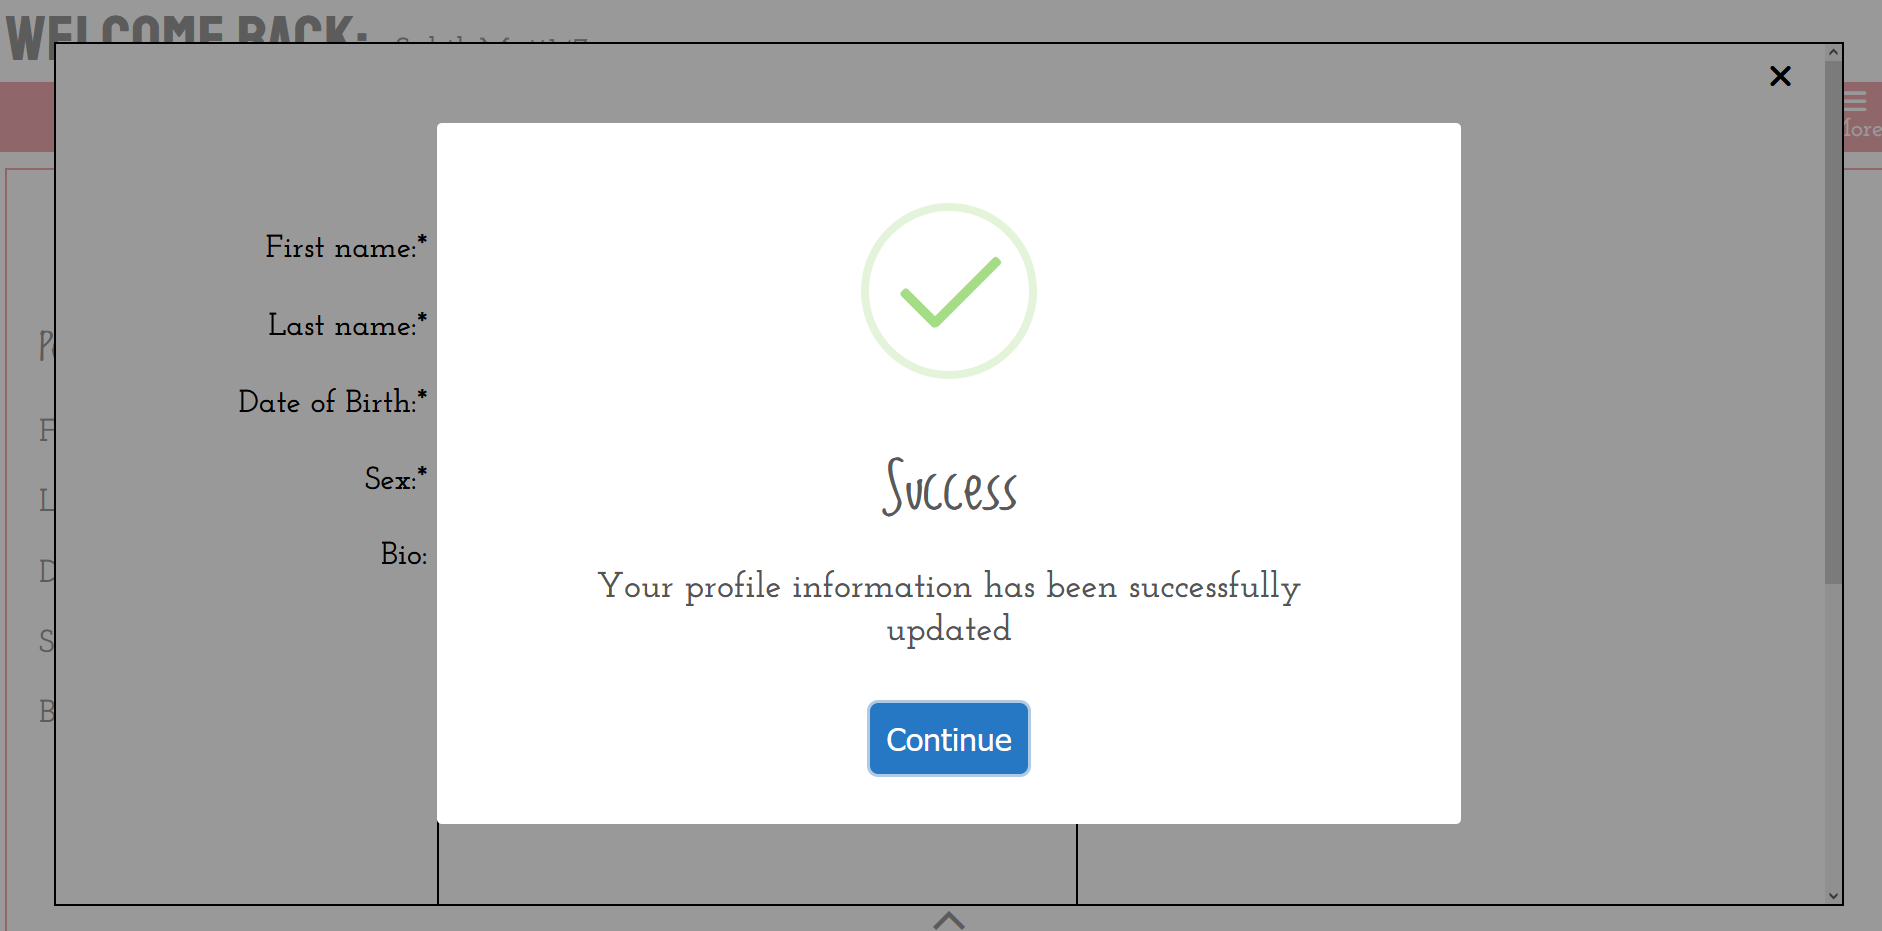 WELCOME BACK:
More
First name:*
Last name:*
Date of Birth:*
Sex:*
Bio:
Success
Your profile information has been successfully
updated
Continue